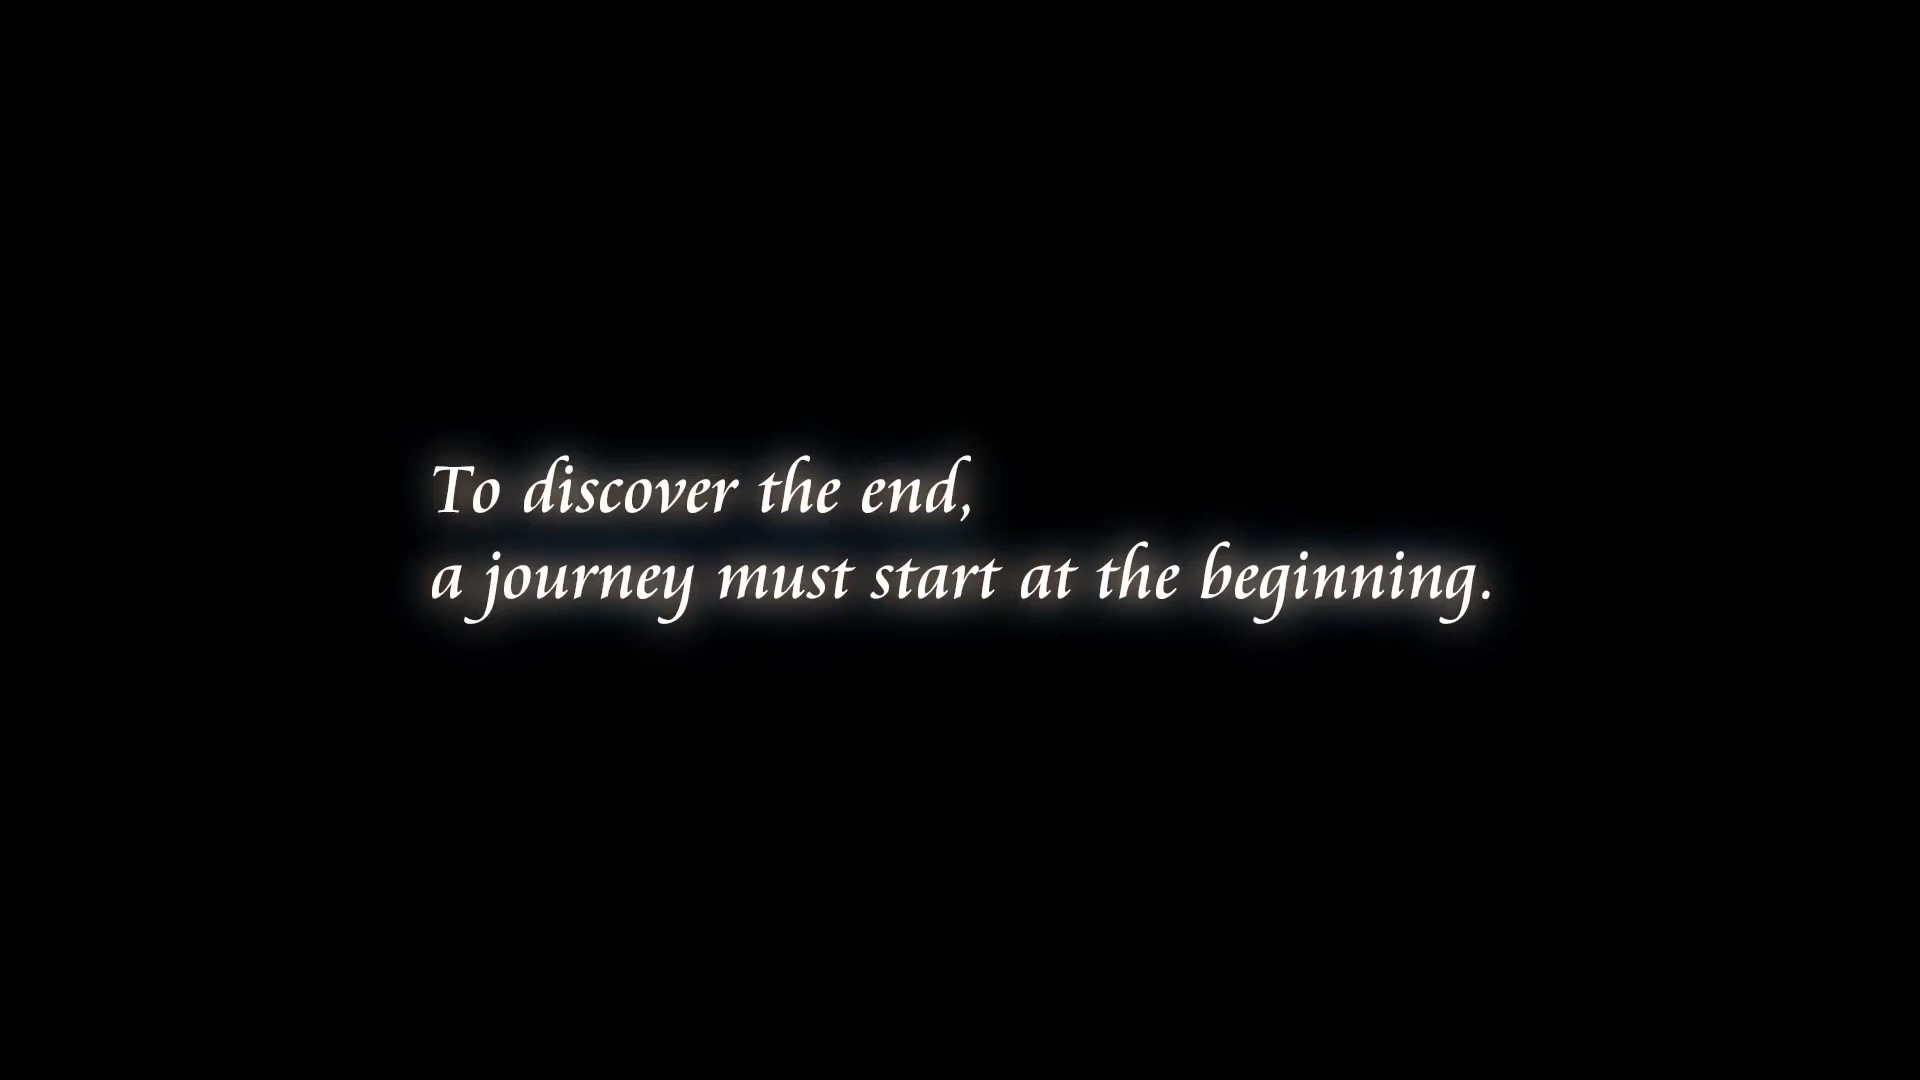 To discover the end,
a journey must start at the beginning.